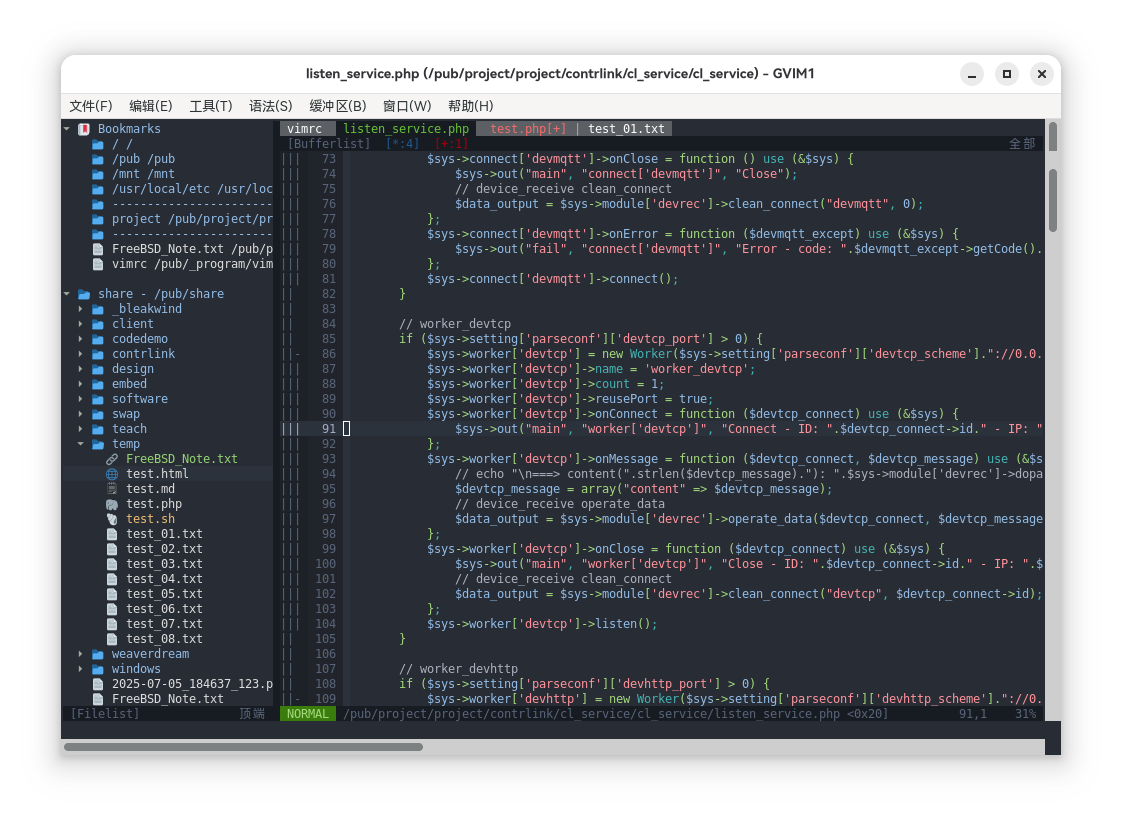 listen_service.php (/pub/project/project/contrlink/cl_service/cl_service) - GVIM1
文件(F) 编辑(E) 工具(T) 语法(S) 缓冲区(B) 窗口(W) 帮助(H)
Bookmarks
/ /
/pub /pub
/mnt /mnt
/usr/local/etc /usr/loc
-----------------------
project /pub/project/pr
-----------------------
FreeBSD_Note.txt /pub/p
vimrc /pub/_program/vim
share - /pub/share
_bleakwind
client
codedemo
contrlink
design
embed
software
swap
teach
temp
FreeBSD_Note.txt
test.html
test.md
test.php
test.sh
test_01.txt
test_02.txt
test_03.txt
test_04.txt
test_05.txt
test_06.txt
test_07.txt
test_08.txt
weaverdream
windows
2025-07-05_184637_123.p
FreeBSD_Note.txt
[Filelist] 顶端
vimrc listen_service.php test.php[+] | test_01.txt
[Bufferlist] [*:4] [+:1] 全部
||| 73 $sys->connect['devmqtt']->onClose = function () use (&$sys) {
||| 74 $sys->out("main", "connect['devmqtt']", "Close");
||| 75 // device_receive clean_connect
||| 76 $data_output = $sys->module['devrec']->clean_connect("devmqtt", 0);
||| 77 };
||| 78 $sys->connect['devmqtt']->onError = function ($devmqtt_except) use (&$sys) {
||| 79 $sys->out("fail", "connect['devmqtt']", "Error - code: ".$devmqtt_except->getCode().
||| 80 };
||| 81 $sys->connect['devmqtt']->connect();
|| 82 }
|| 83
|| 84 // worker_devtcp
|| 85 if ($sys->setting['parseconf']['devtcp_port'] > 0) {
||- 86 $sys->worker['devtcp'] = new Worker($sys->setting['parseconf']['devtcp_scheme']."://0.0.
||| 87 $sys->worker['devtcp']->name = 'worker_devtcp';
||| 88 $sys->worker['devtcp']->count = 1;
||| 89 $sys->worker['devtcp']->reusePort = true;
||| 90 $sys->worker['devtcp']->onConnect = function ($devtcp_connect) use (&$sys) {
||| 91 $sys->out("main", "worker['devtcp']", "Connect - ID: ".$devtcp_connect->id." - IP: "
||| 92 };
||| 93 $sys->worker['devtcp']->onMessage = function ($devtcp_connect, $devtcp_message) use (&$s
||| 94 // echo "\n===> content(".strlen($devtcp_message)."): ".$sys->module['devrec']->dopa
||| 95 $devtcp_message = array("content" => $devtcp_message);
||| 96 // device_receive operate_data
||| 97 $data_output = $sys->module['devrec']->operate_data($devtcp_connect, $devtcp_message
||| 98 };
||| 99 $sys->worker['devtcp']->onClose = function ($devtcp_connect) use (&$sys) {
||| 100 $sys->out("main", "worker['devtcp']", "Close - ID: ".$devtcp_connect->id." - IP: ".$
||| 101 // device_receive clean_connect
||| 102 $data_output = $sys->module['devrec']->clean_connect("devtcp", $devtcp_connect->id);
||| 103 };
||| 104 $sys->worker['devtcp']->listen();
|| 105 }
|| 106
|| 107 // worker_devhttp
|| 108 if ($sys->setting['parseconf']['devhttp_port'] > 0) {
||- 109 $sys->worker['devhttp'] = new Worker($sys->setting['parseconf']['devhttp_scheme']."://0.
NORMAL /pub/project/project/contrlink/cl_service/cl_service/listen_service.php <0x20] 91,1 31%